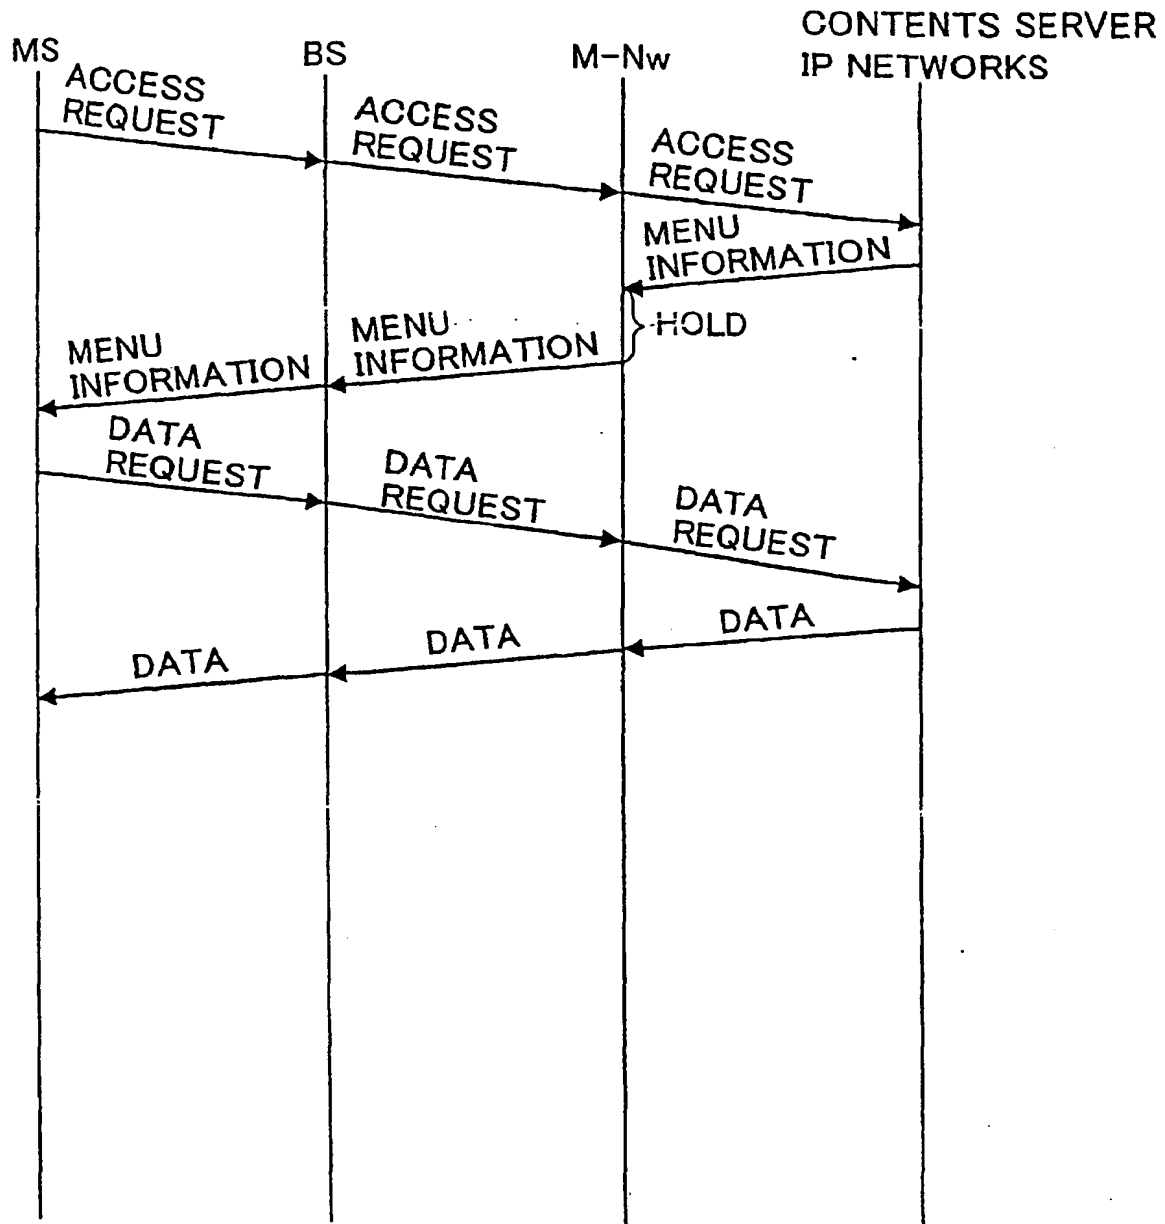 MS
BS
M-Nw
CONTENTS SERVER
IP NETWORKS
ACCESS
REQUEST
ACCESS
REQUEST
ACCESS
REQUEST
MENU
INFORMATION
HOLD
MENU
INFORMATION
MENU
INFORMATION
DATA
REQUEST
DATA
REQUEST
DATA
REQUEST
DATA
DATA
DATA